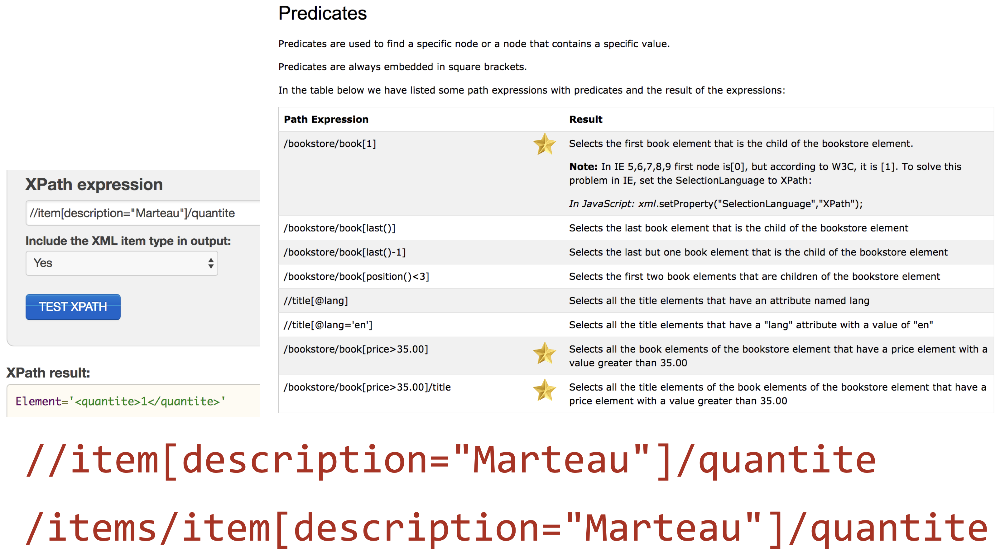 Predicates
Predicates are used to find a specific node or a node that contains a specific value.
Predicates are always embedded in square brackets.
In the table below we have listed some path expressions with predicates and the result of the expressions:
Path Expression Result
/bookstore/book[1] Selects the first book element that is the child of the bookstore element.
Note: In IE 5,6,7,8,9 first node is[0], but according to W3C, it is [1]. To solve this
problem in IE, set the SelectionLanguage to XPath:
In JavaScript: xml.setProperty("SelectionLanguage","XPath");
/bookstore/book[last()] Selects the last book element that is the child of the bookstore element
/bookstore/book[last()-1] Selects the last but one book element that is the child of the bookstore element
/bookstore/book[position()<3] Selects the first two book elements that are children of the bookstore element
//title[@lang] Selects all the title elements that have an attribute named lang
//title[@lang='en'] Selects all the title elements that have a "lang" attribute with a value of "en"
/bookstore/book[price>35.00] Selects all the book elements of the bookstore element that have a price element with a
value greater than 35.00
/bookstore/book[price>35.00]/title Selects all the title elements of the book elements of the bookstore element that have a
price element with a value greater than 35.00
XPath expression
//item[description="Marteau"]/quantite
Include the XML item type in output:
Yes
TEST XPATH
XPath result:
Element='<quantite>1</quantite>'
//item[description="Marteau"]/quantite
/items/item[description="Marteau"]/quantite